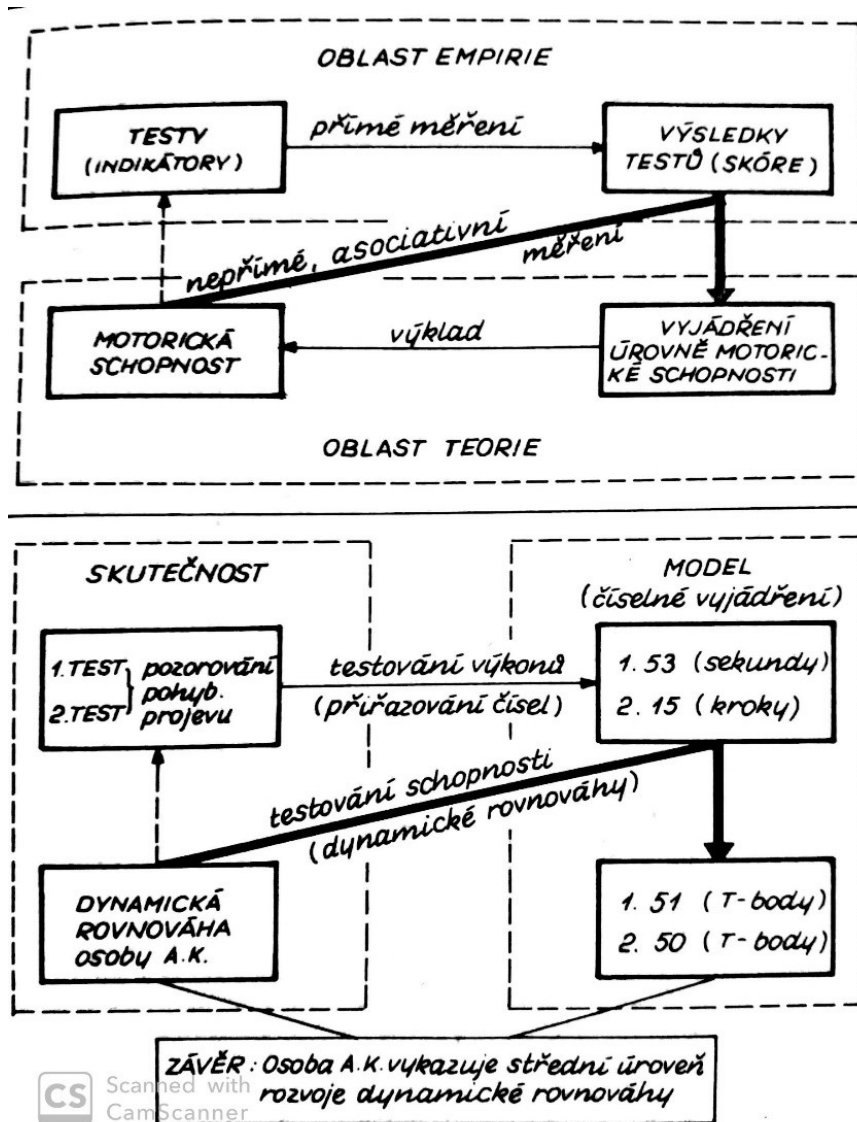 OBLAST EMPIRIE
TESTY
(INDIKÁTORY)
přímé měření
VÝSLEDKY
TESTŮ (SKÓRE)
nepřímé, asociativní
měření
MOTORICKÁ
SCHOPNOST
výklad
VYJÁDŘENÍ
ÚROVNĚ MOTORIC-
KÉ SCHOPNOSTI
OBLAST TEORIE
SKUTEČNOST
MODEL
(číselné vyjádření)
1. TEST
2. TEST
pozorování
pohyb.
projevu
testování výkonů
(přiřazování čísel)
1. 53 (sekundy)
2. 15 (kroky)
testování schopnosti
(dynamické rovnováhy)
DYNAMICKÁ
ROVNOVÁHA
osoby A.K.
1. 51 (T-body)
2. 50 (T-body)
ZÁVĚR: Osoba A.K. vykazuje střední úroveň
rozvoje dynamické rovnováhy
CS
Scanned with
CamScanner